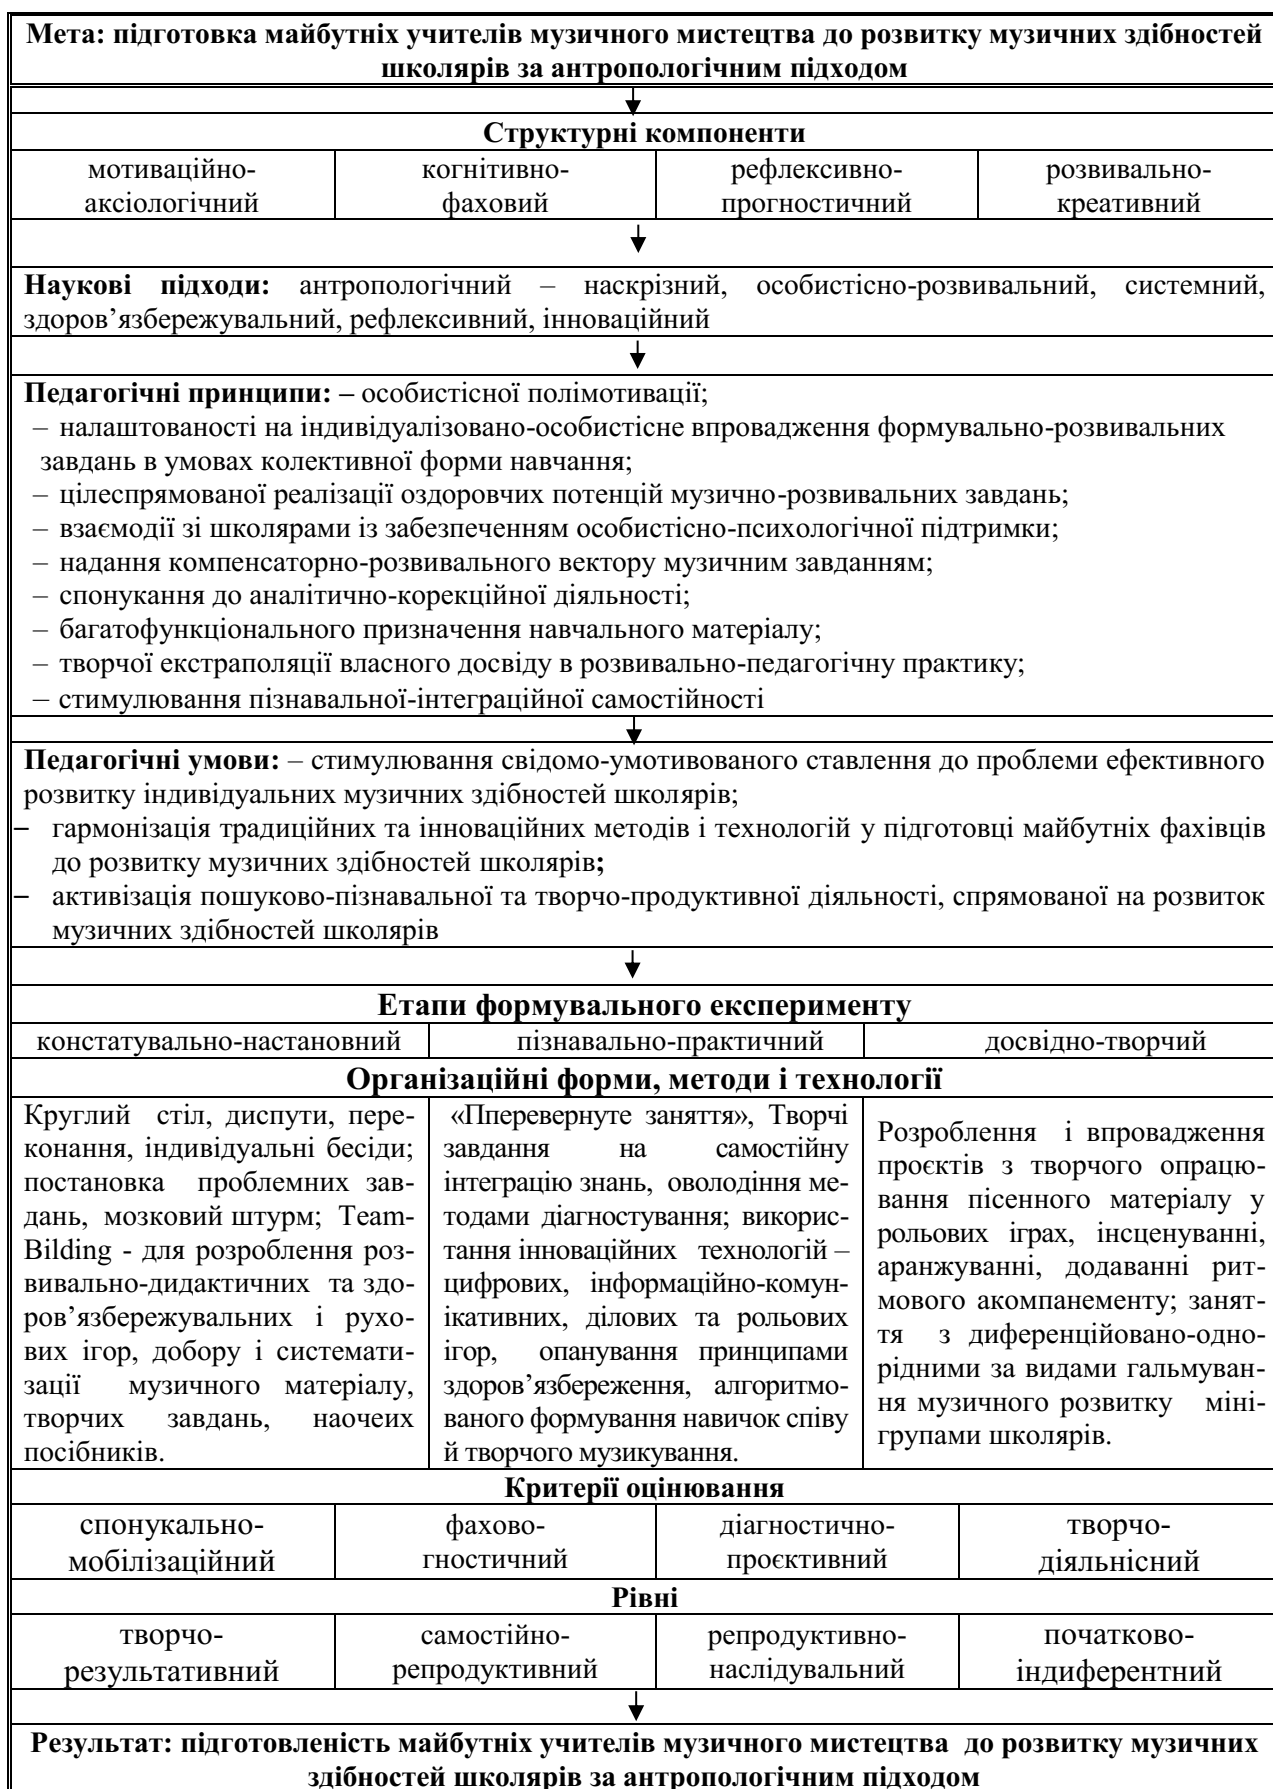 Мета: підготовка майбутніх учителів музичного мистецтва до розвитку музичних здібностей
школярів за антропологічним підходом
Структурні компоненти
мотиваційно-
аксіологічний
когнітивно-
фаховий
рефлексивно-
прогностичний
розвивально-
креативний
Наукові підходи: антропологічний – наскрізний, особистісно-розвивальний, системний,
здоров’язбережувальний, рефлексивний, інноваційний
Педагогічні принципи: – особистісної полімотивації;
– налаштованості на індивідуалізовано-особистісне впровадження формувально-розвивальних
завдань в умовах колективної форми навчання;
– цілеспрямованої реалізації оздоровчих потенцій музично-розвивальних завдань;
– взаємодії зі школярами із забезпеченням особистісно-психологічної підтримки;
– надання компенсаторно-розвивального вектору музичним завданням;
– спонукання до аналітично-корекційної діяльності;
– багатофункціонального призначення навчального матеріалу;
– творчої екстраполяції власного досвіду в розвивально-педагогічну практику;
– стимулювання пізнавальної-інтеграційної самостійності
Педагогічні умови: – стимулювання свідомо-умотивованого ставлення до проблеми ефективного
розвитку індивідуальних музичних здібностей школярів;
– гармонізація традиційних та інноваційних методів і технологій у підготовці майбутніх фахівців
до розвитку музичних здібностей школярів;
– активізація пошуково-пізнавальної та творчо-продуктивної діяльності, спрямованої на розвиток
музичних здібностей школярів
Етапи формувального експерименту
констатувально-настановний
пізнавально-практичний
досвідно-творчий
Організаційні форми, методи і технології
Круглий стіл, диспути, пере-
конання, індивідуальні бесіди;
постановка проблемних зав-
дань, мозковий штурм; Team-
Bilding - для розроблення роз-
вивально-дидактичних та здо-
ров’язбережувальних і рухо-
вих ігор, добору і системати-
зації музичного матеріалу,
творчих завдань, наочеих
посібників.
«Пперевернуте заняття», Творчі
завдання на самостійну
інтеграцію знань, оволодіння ме-
тодами діагностування; викорис-
тання інноваційних технологій –
цифрових, інформаційно-комун-
ікативних, ділових та рольових
ігор, опанування принципами
здоров’язбереження, алгоритмо-
ваного формування навичок співу
й творчого музикування.
Розроблення і впровадження
проєктів з творчого опрацю-
вання пісенного матеріалу у
рольових іграх, інсценуванні,
аранжуванні, додаванні рит-
мового акомпанементу; занят-
тя з диференційовано-одно-
рідними за видами гальмуван-
ня музичного розвитку міні-
групами школярів.
Критерії оцінювання
спонукально-
мобілізаційний
фахово-
гностичний
діагностично-
проєктивний
творчо-
діяльнісний
Рівні
творчо-
результативний
самостійно-
репродуктивний
репродуктивно-
наслідувальний
початково-
індиферентний
Результат: підготовленість майбутніх учителів музичного мистецтва до розвитку музичних
здібностей школярів за антропологічним підходом